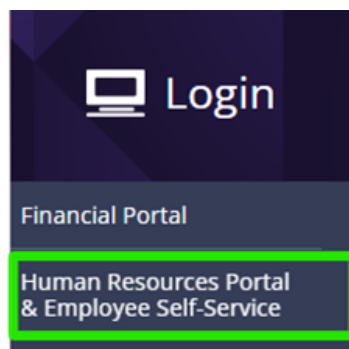 Login
Financial Portal
Human Resources Portal
& Employee Self-Service